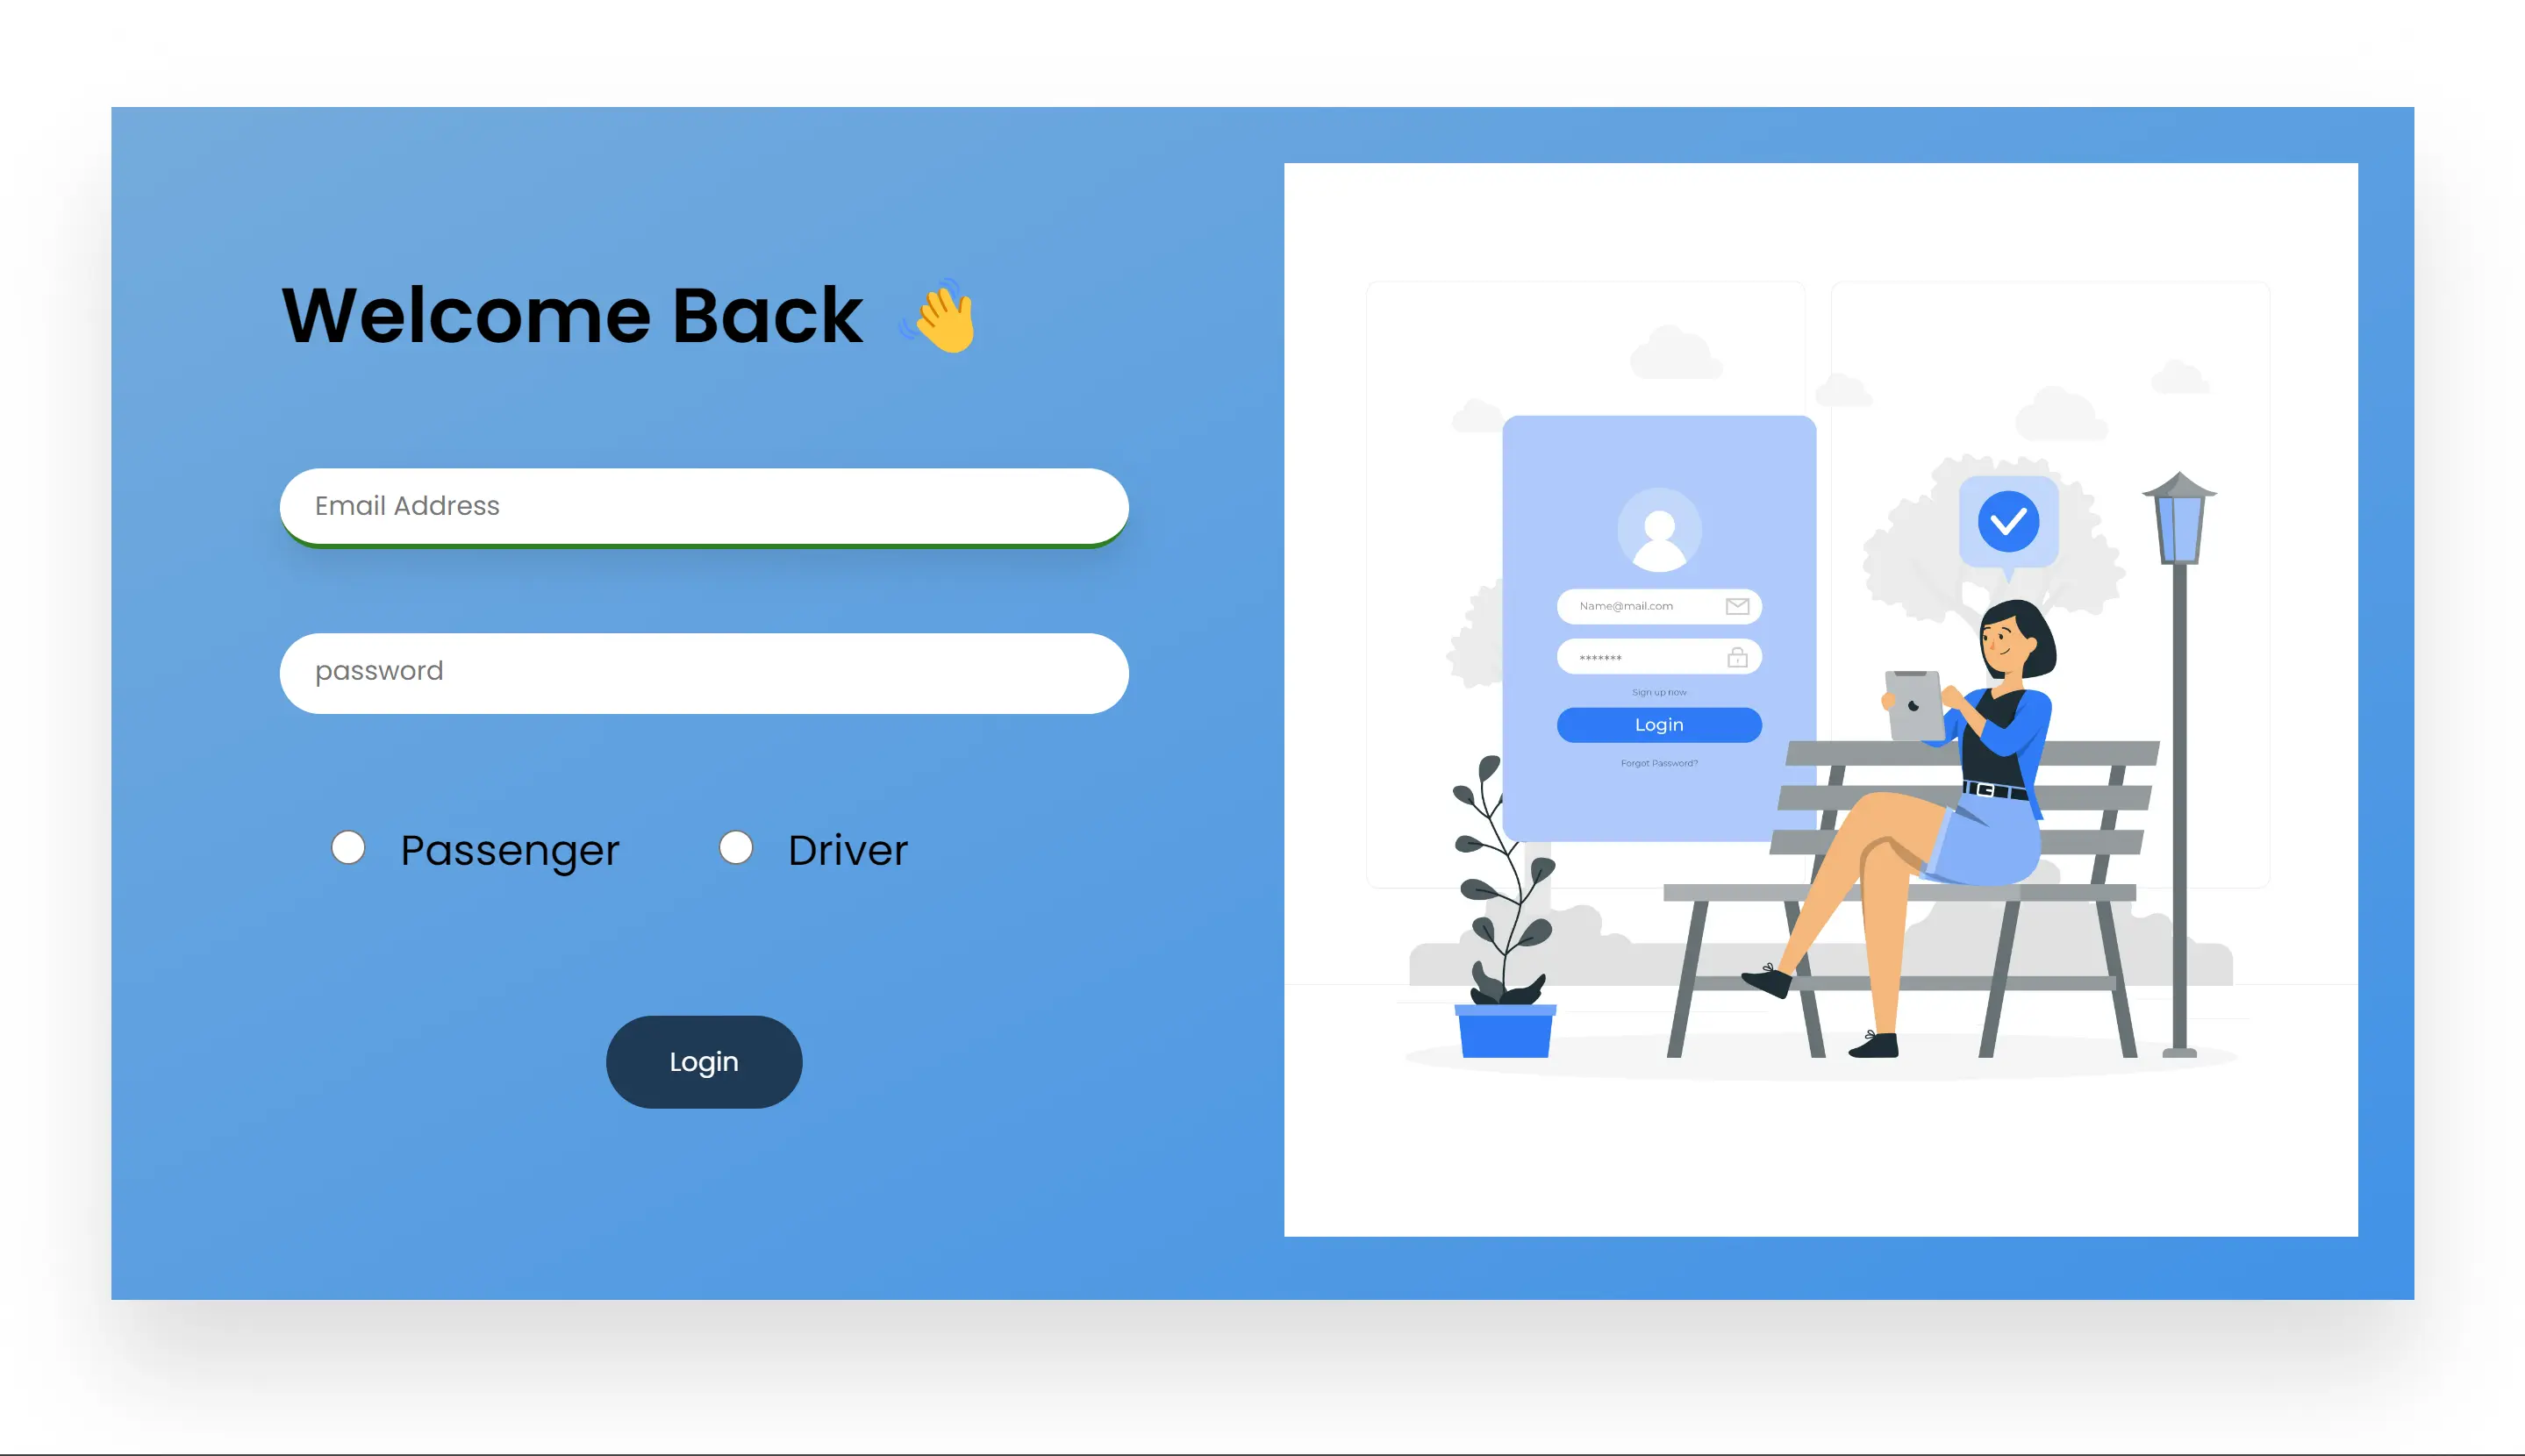 Welcome Back 👋
Email Address
password
Passenger
Driver
Login
Name@mail.com
*******
Sign up now
Login
Forgot Password?